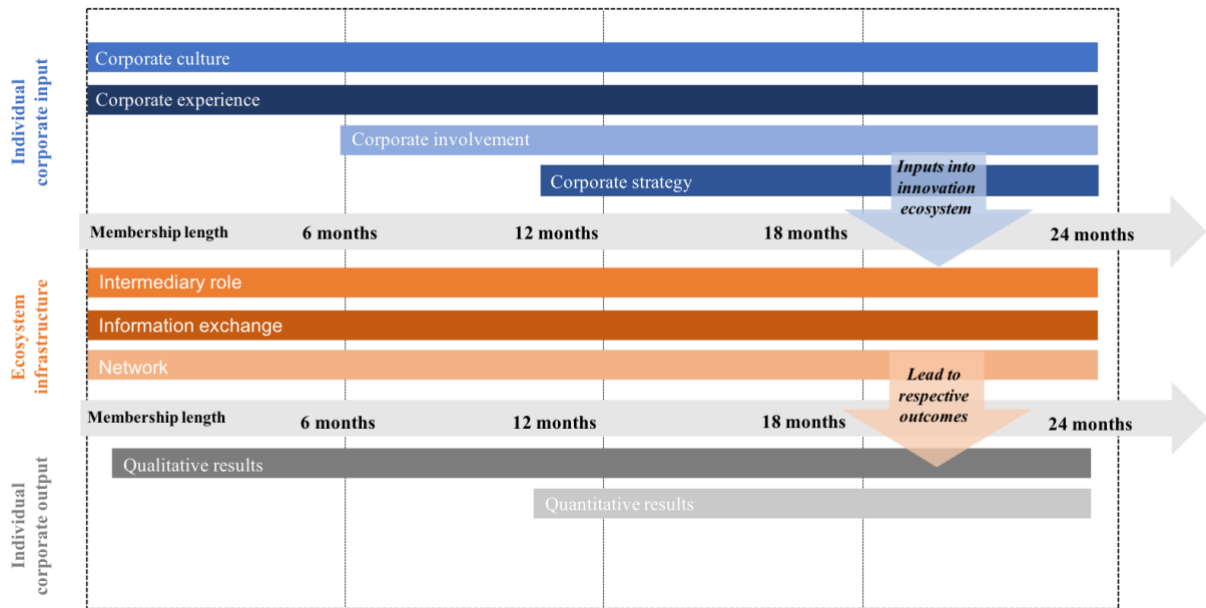 Individual
corporate input
Corporate culture
Corporate experience
Corporate involvement
Corporate strategy
Inputs into
innovation
ecosystem
Membership length 6 months 12 months 18 months 24 months
Ecosystem
infrastructure
Intermediary role
Information exchange
Network
Lead to
respective
outcomes
Membership length 6 months 12 months 18 months 24 months
Individual
corporate output
Qualitative results
Quantitative results